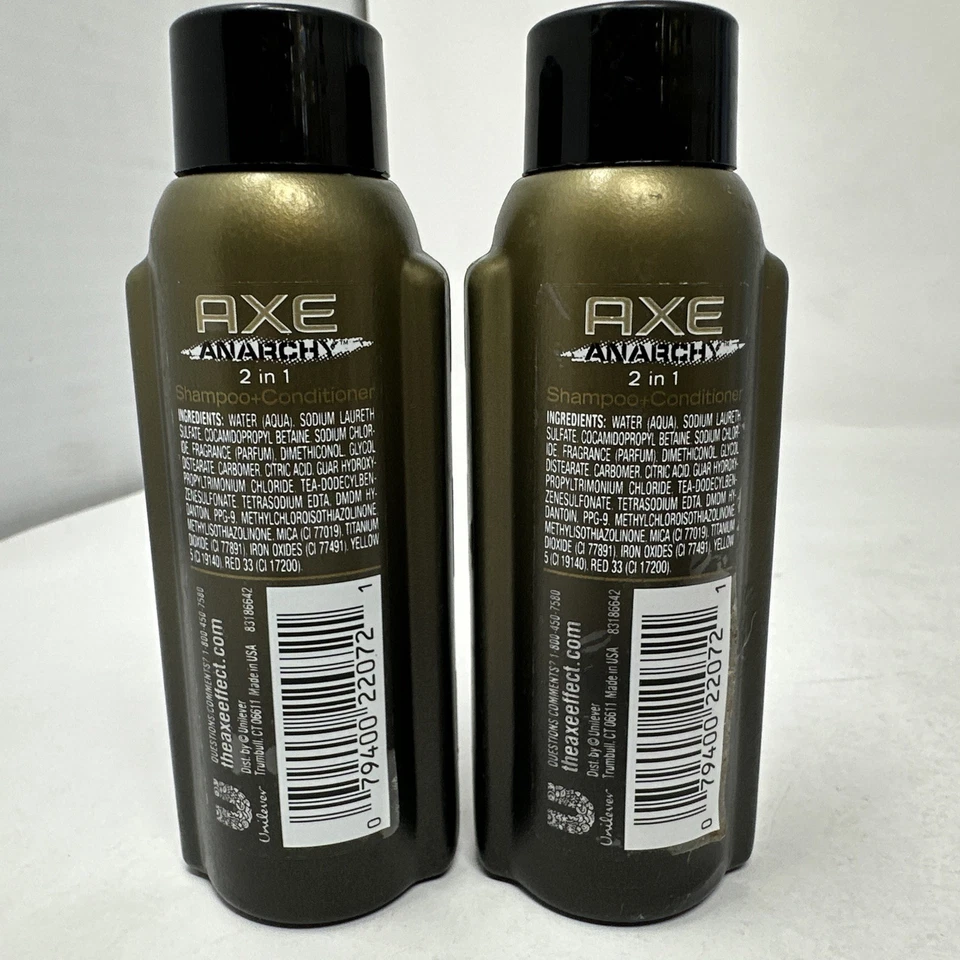 AXE
ANARCHY
2 in 1
Shampoo+Conditioner
INGREDIENTS: WATER (AQUA), SODIUM LAURETH
SULFATE, COCAMIDOPROPYL BETAINE, SODIUM CHLOR-
IDE, FRAGRANCE (PARFUM), DIMETHICONOL, GLYCOL
DISTEARATE, CARBOMER, CITRIC ACID, GUAR HYDROXY-
PROPYLTRIMONIUM CHLORIDE, TEA-DODECYLBEN-
ZENESULFONATE, TETRASODIUM EDTA, DMDM HY-
DANTOIN, PPG-9, METHYLCHLOROISOTHIAZOLINONE,
METHYLISOTHIAZOLINONE, MICA (CI 77019), TITANIUM
DIOXIDE (CI 77891), IRON OXIDES (CI 77491), YELLOW
5 (CI 19140), RED 33 (CI 17200).
QUESTIONS/COMMENTS? 1-800-450-7580
theaxeeffect.com
Dist. by © Unilever
Trumbull, CT 06611 Made in USA 83186642
Unilever
0 79400 22072 1
AXE
ANARCHY
2 in 1
Shampoo+Conditioner
INGREDIENTS: WATER (AQUA), SODIUM LAURETH
SULFATE, COCAMIDOPROPYL BETAINE, SODIUM CHLOR-
IDE, FRAGRANCE (PARFUM), DIMETHICONOL, GLYCOL
DISTEARATE, CARBOMER, CITRIC ACID, GUAR HYDROXY-
PROPYLTRIMONIUM CHLORIDE, TEA-DODECYLBEN-
ZENESULFONATE, TETRASODIUM EDTA, DMDM HY-
DANTOIN, PPG-9, METHYLCHLOROISOTHIAZOLINONE,
METHYLISOTHIAZOLINONE, MICA (CI 77019), TITANIUM
DIOXIDE (CI 77891), IRON OXIDES (CI 77491), YELLOW
5 (CI 19140), RED 33 (CI 17200).
QUESTIONS/COMMENTS? 1-800-450-7580
theaxeeffect.com
Dist. by © Unilever
Trumbull, CT 06611 Made in USA 83186642
Unilever
0 79400 22072 1